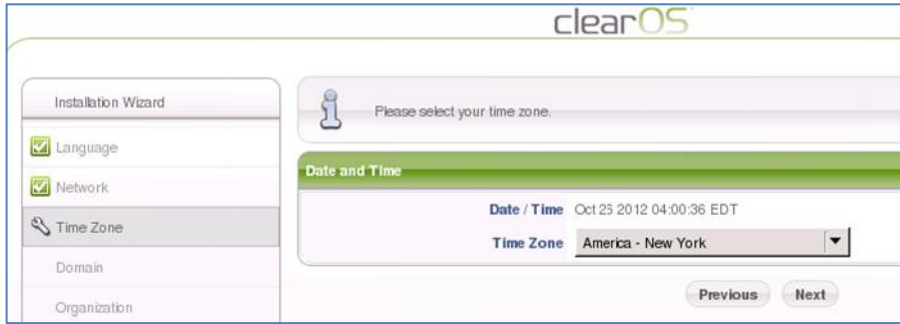 clearOS
Installation Wizard
Language
Network
Time Zone
Domain
Organization
Please select your time zone.
Date and Time
Date / Time Oct 26 2012 04:00:36 EDT
Time Zone America - New York
Previous Next